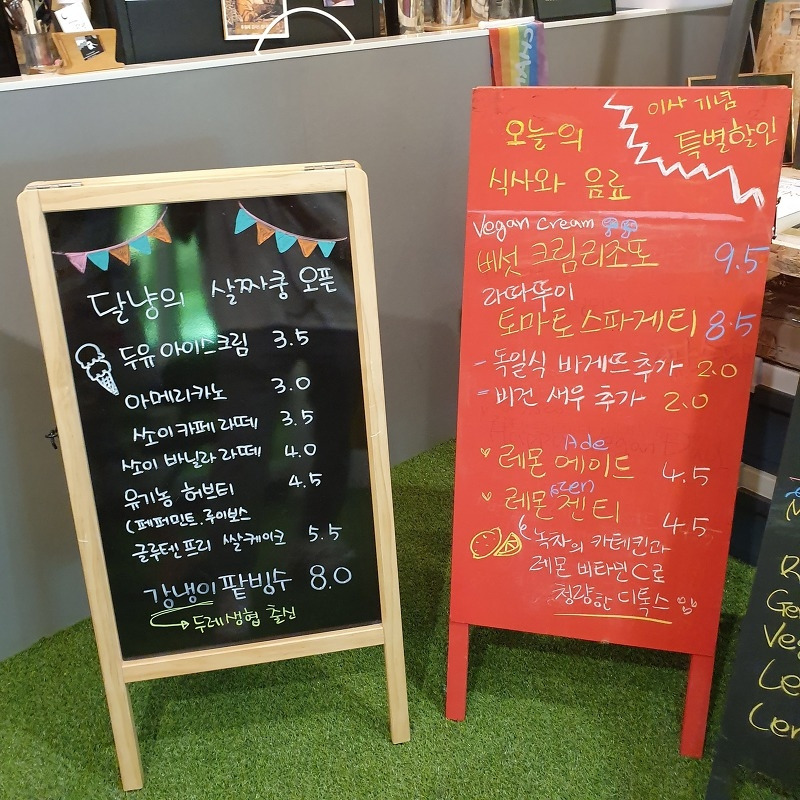 달냥의 살짜쿵 오픈
두유 아이스크림 3.5
아메리카노 3.0
쏘이 카페라떼 3.5
쏘이 바닐라 라떼 4.0
유기농 허브티 4.5
(페퍼민트. 루이보스
글루텐 프리 쌀케이크 5.5
강냉이 팥빙수 8.0
두레생협 출신
이사 기념
특별할인
오늘의
식사와 음료
Vegan Cream
버섯 크림리조또 9.5
라따뚜이
토마토스파게티 8.5
- 독일식 바게뜨추가 2.0
= 비건 새우 추가 2.0
Ade
레몬 에이드 4.5
레몬 젠티 4.5
녹차의 카테킨과
레몬 비타민C로
청량한 디톡스